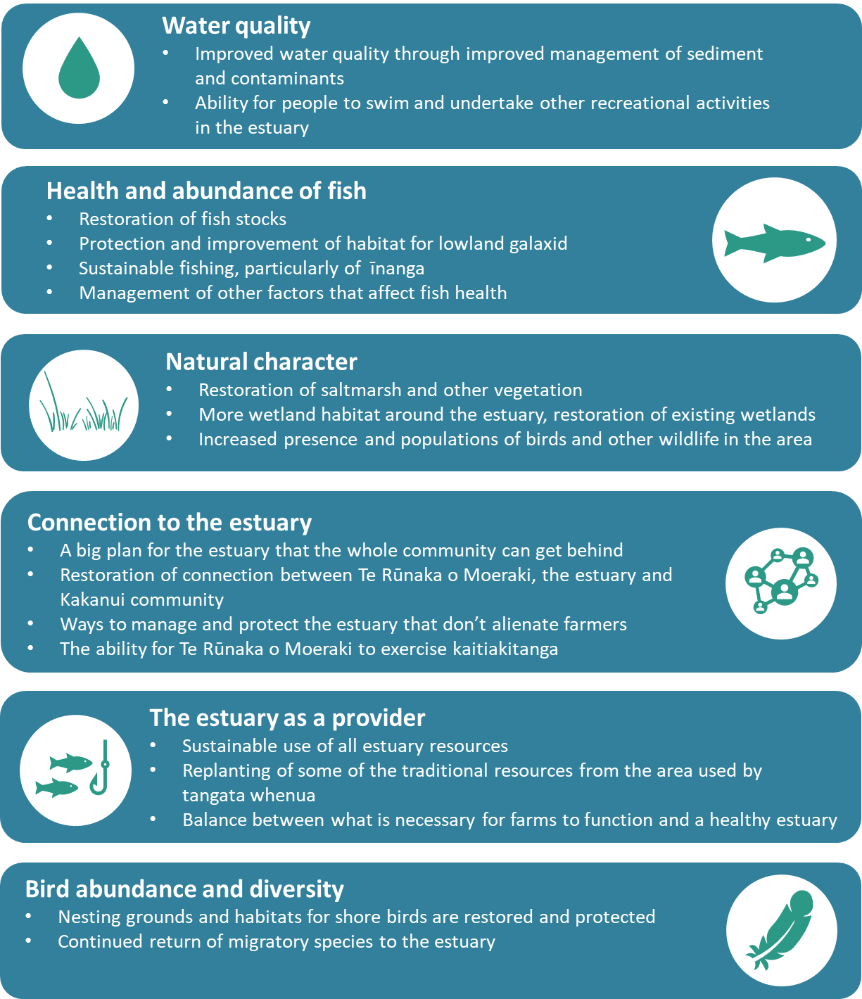 Water quality
• Improved water quality through improved management of sediment
and contaminants
• Ability for people to swim and undertake other recreational activities
in the estuary
Health and abundance of fish
• Restoration of fish stocks
• Protection and improvement of habitat for lowland galaxid
• Sustainable fishing, particularly of īnanga
• Management of other factors that affect fish health
Natural character
• Restoration of saltmarsh and other vegetation
• More wetland habitat around the estuary, restoration of existing wetlands
• Increased presence and populations of birds and other wildlife in the area
Connection to the estuary
• A big plan for the estuary that the whole community can get behind
• Restoration of connection between Te Rūnaka o Moeraki, the estuary and
Kakanui community
• Ways to manage and protect the estuary that don’t alienate farmers
• The ability for Te Rūnaka o Moeraki to exercise kaitiakitanga
The estuary as a provider
• Sustainable use of all estuary resources
• Replanting of some of the traditional resources from the area used by
tangata whenua
• Balance between what is necessary for farms to function and a healthy estuary
Bird abundance and diversity
• Nesting grounds and habitats for shore birds are restored and protected
• Continued return of migratory species to the estuary